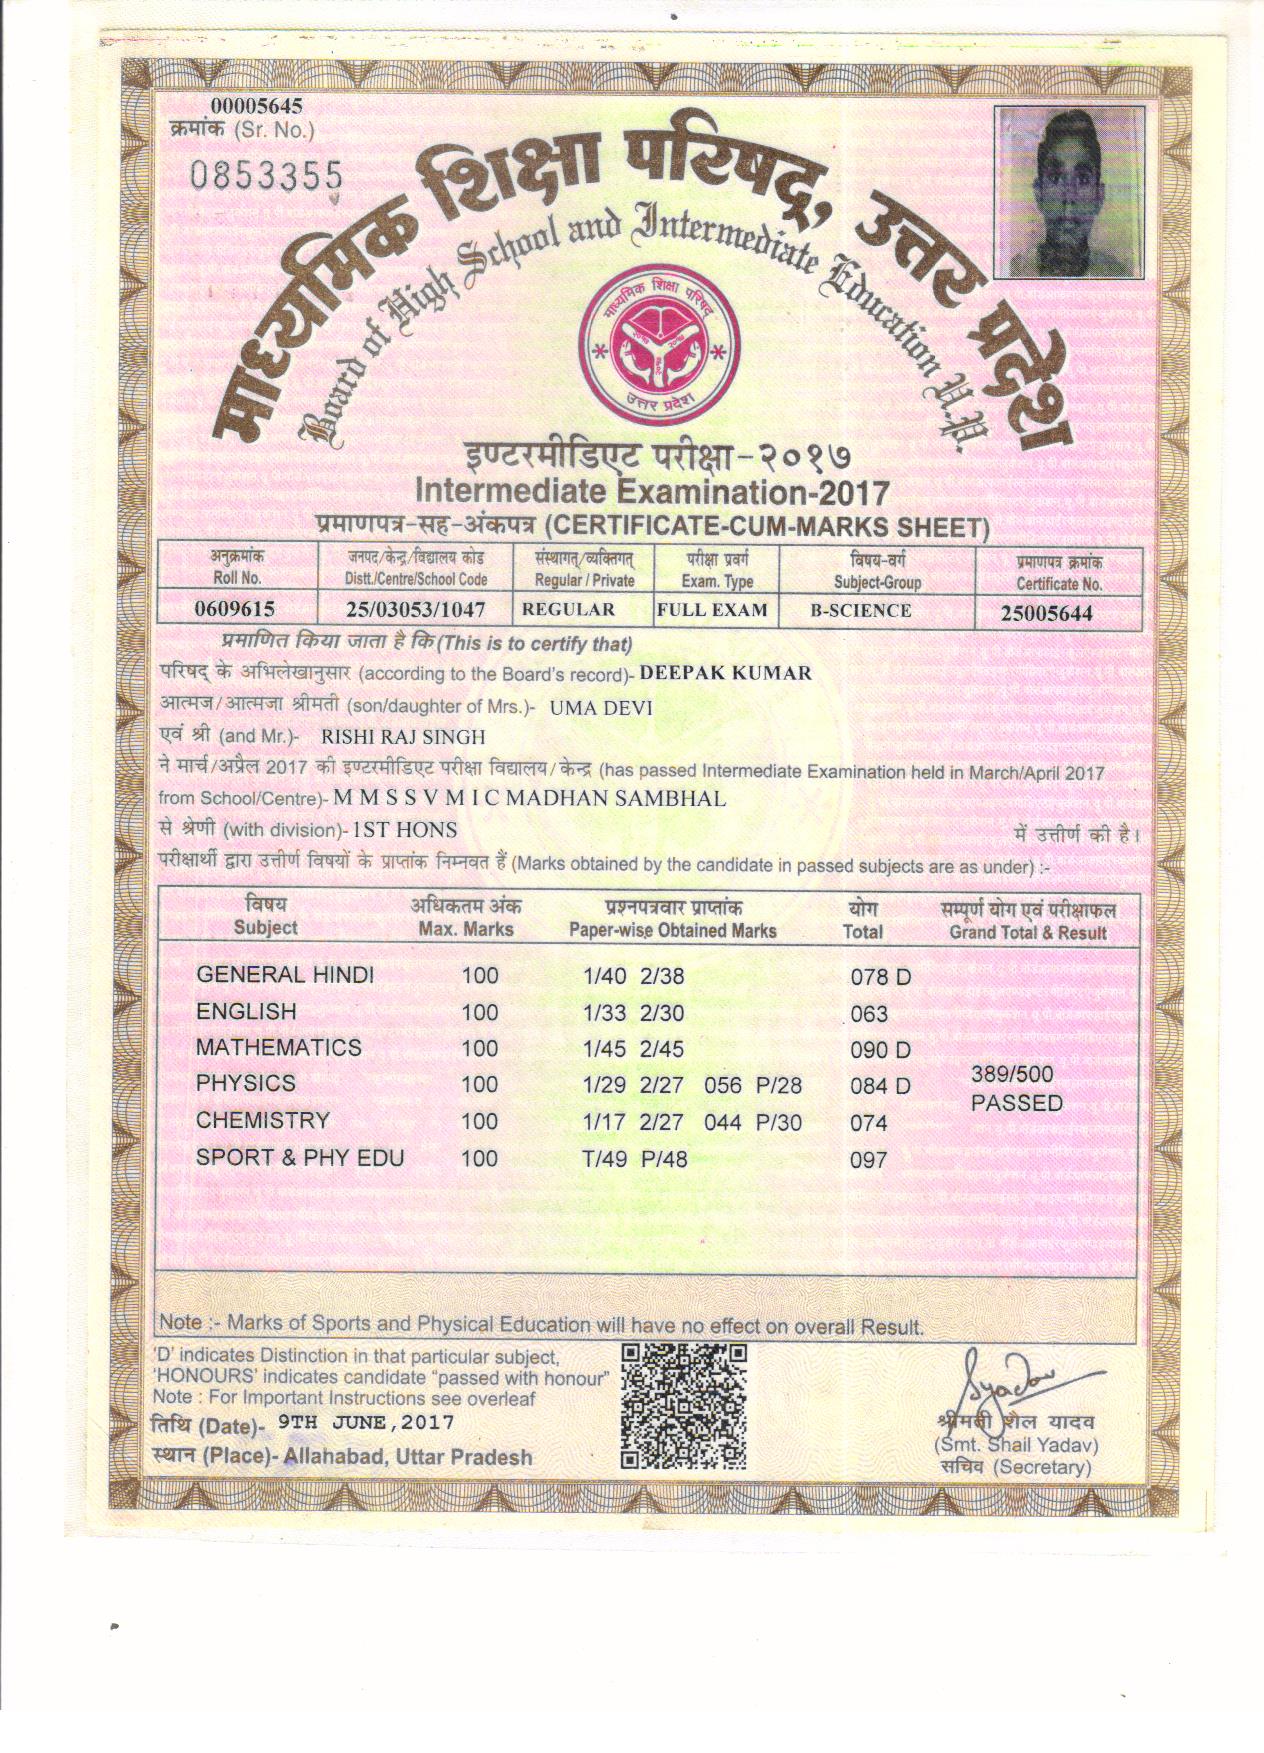 00005645
क्रमांक (Sr. No.)
0853355
माध्यमिक शिक्षा परिषद्, उत्तर प्रदेश
Board of High School and Intermediate Education U.P.
माध्यमिक शिक्षा परिषद्
उत्तर प्रदेश
इण्टरमीडिएट परीक्षा-२०१७
Intermediate Examination-2017
प्रमाणपत्र-सह-अंकपत्र (CERTIFICATE-CUM-MARKS SHEET)
अनुक्रमांक जनपद/केन्द्र/विद्यालय कोड संस्थागत्/व्यक्तिगत् परीक्षा प्रवर्ग विषय-वर्ग प्रमाणपत्र क्रमांक
Roll No. Distt./Centre/School Code Regular / Private Exam. Type Subject-Group Certificate No.
0609615 25/03053/1047 REGULAR FULL EXAM B-SCIENCE 25005644
प्रमाणित किया जाता है कि (This is to certify that)
परिषद के अभिलेखानुसार (according to the Board's record)- DEEPAK KUMAR
आत्मज/आत्मजा श्रीमती (son/daughter of Mrs.)- UMA DEVI
एवं श्री (and Mr.)- RISHI RAJ SINGH
ने मार्च/अप्रैल 2017 की इण्टरमीडिएट परीक्षा विद्यालय/केन्द्र (has passed Intermediate Examination held in March/April 2017
from School/Centre)- M M S S V M I C MADHAN SAMBHAL
से श्रेणी (with division)- 1ST HONS में उत्तीर्ण की है।
परीक्षार्थी द्वारा उत्तीर्ण विषयों के प्राप्तांक निम्नवत हैं (Marks obtained by the candidate in passed subjects are as under) :-
विषय अधिकतम अंक प्रश्नपत्रवार प्राप्तांक योग सम्पूर्ण योग एवं परीक्षाफल
Subject Max. Marks Paper-wise Obtained Marks Total Grand Total & Result
GENERAL HINDI 100 1/40 2/38 078 D
ENGLISH 100 1/33 2/30 063
MATHEMATICS 100 1/45 2/45 090 D
PHYSICS 100 1/29 2/27 056 P/28 084 D 389/500
PASSED
CHEMISTRY 100 1/17 2/27 044 P/30 074
SPORT & PHY EDU 100 T/49 P/48 097
Note :- Marks of Sports and Physical Education will have no effect on overall Result.
'D' indicates Distinction in that particular subject,
'HONOURS' indicates candidate "passed with honour"
Note : For Important Instructions see overleaf
तिथि (Date)- 9TH JUNE,2017
स्थान (Place)- Allahabad, Uttar Pradesh
Syadav
श्रीमती शैल यादव
(Smt. Shail Yadav)
सचिव (Secretary)